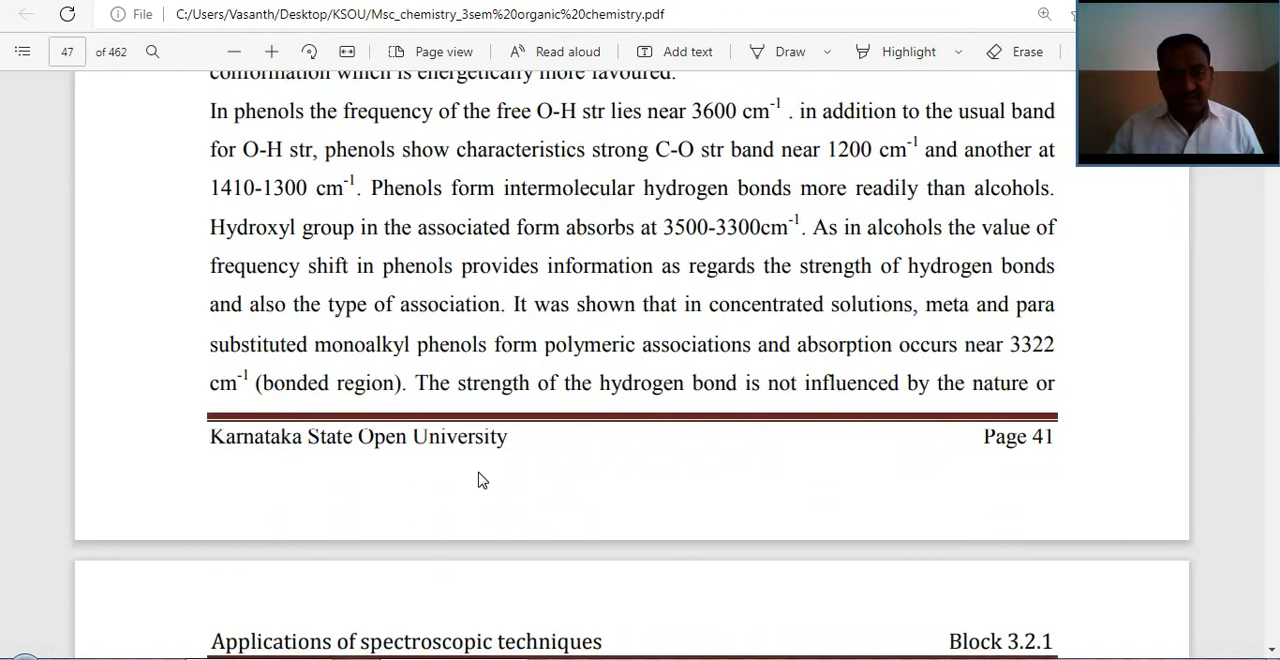 File
C:/Users/Vasanth/Desktop/KSOU/Msc_chemistry_3sem%20organic%20chemistry.pdf
47 of 462
Page view
Read aloud
Add text
Draw
Highlight
Erase
conformation which is energetically more favoured.
In phenols the frequency of the free O-H str lies near 3600 cm⁻¹ . in addition to the usual band
for O-H str, phenols show characteristics strong C-O str band near 1200 cm⁻¹ and another at
1410-1300 cm⁻¹. Phenols form intermolecular hydrogen bonds more readily than alcohols.
Hydroxyl group in the associated form absorbs at 3500-3300cm⁻¹. As in alcohols the value of
frequency shift in phenols provides information as regards the strength of hydrogen bonds
and also the type of association. It was shown that in concentrated solutions, meta and para
substituted monoalkyl phenols form polymeric associations and absorption occurs near 3322
cm⁻¹ (bonded region). The strength of the hydrogen bond is not influenced by the nature or
Karnataka State Open University Page 41
Applications of spectroscopic techniques Block 3.2.1